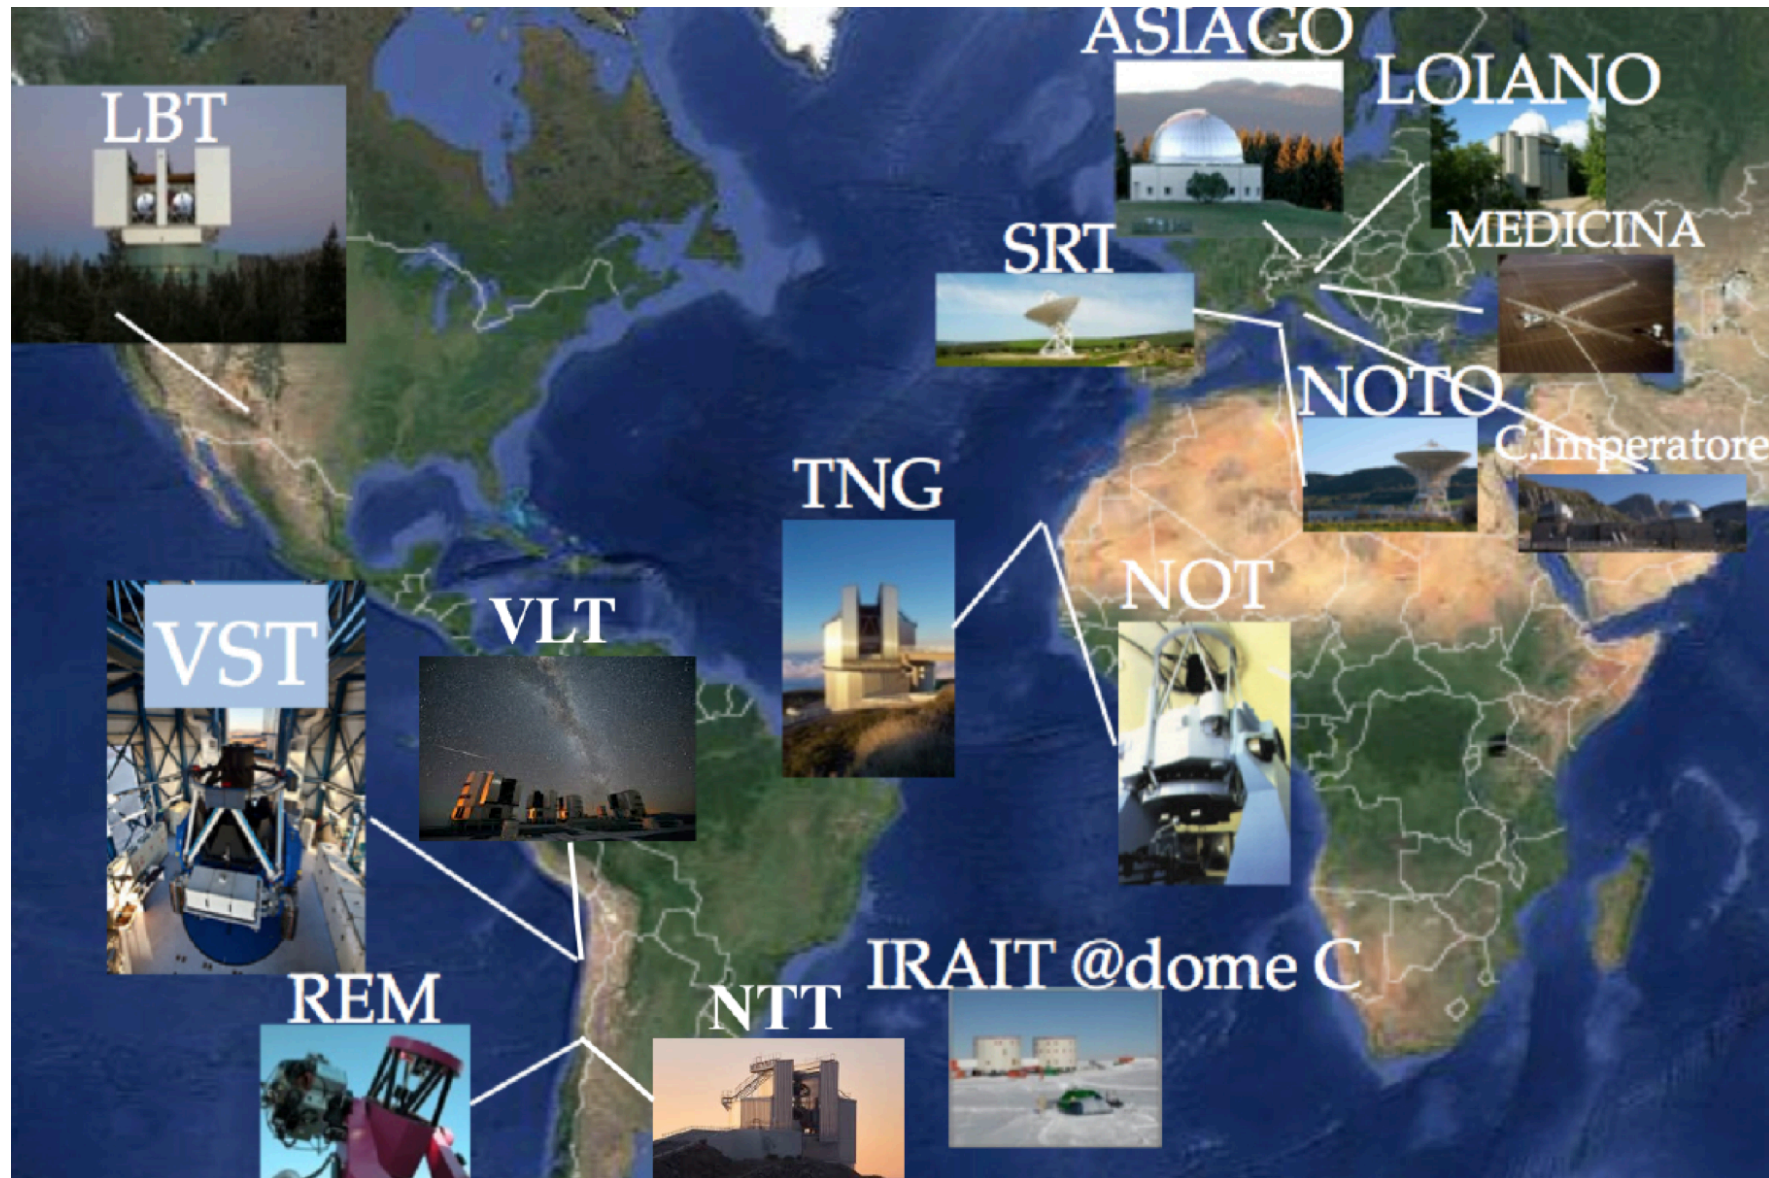 ASIAGO
LOIANO
LBT
MEDICINA
SRT
NOTO
C.Imperatore
TNG
NOT
VLT
VST
IRAIT @dome C
REM
NTT